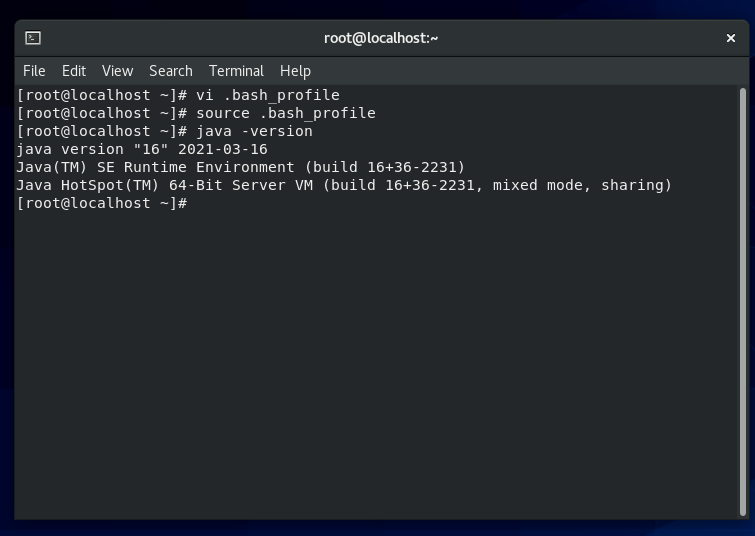 root@localhost:~
File Edit View Search Terminal Help
[root@localhost ~]# vi .bash_profile
[root@localhost ~]# source .bash_profile
[root@localhost ~]# java -version
java version "16" 2021-03-16
Java(TM) SE Runtime Environment (build 16+36-2231)
Java HotSpot(TM) 64-Bit Server VM (build 16+36-2231, mixed mode, sharing)
[root@localhost ~]#